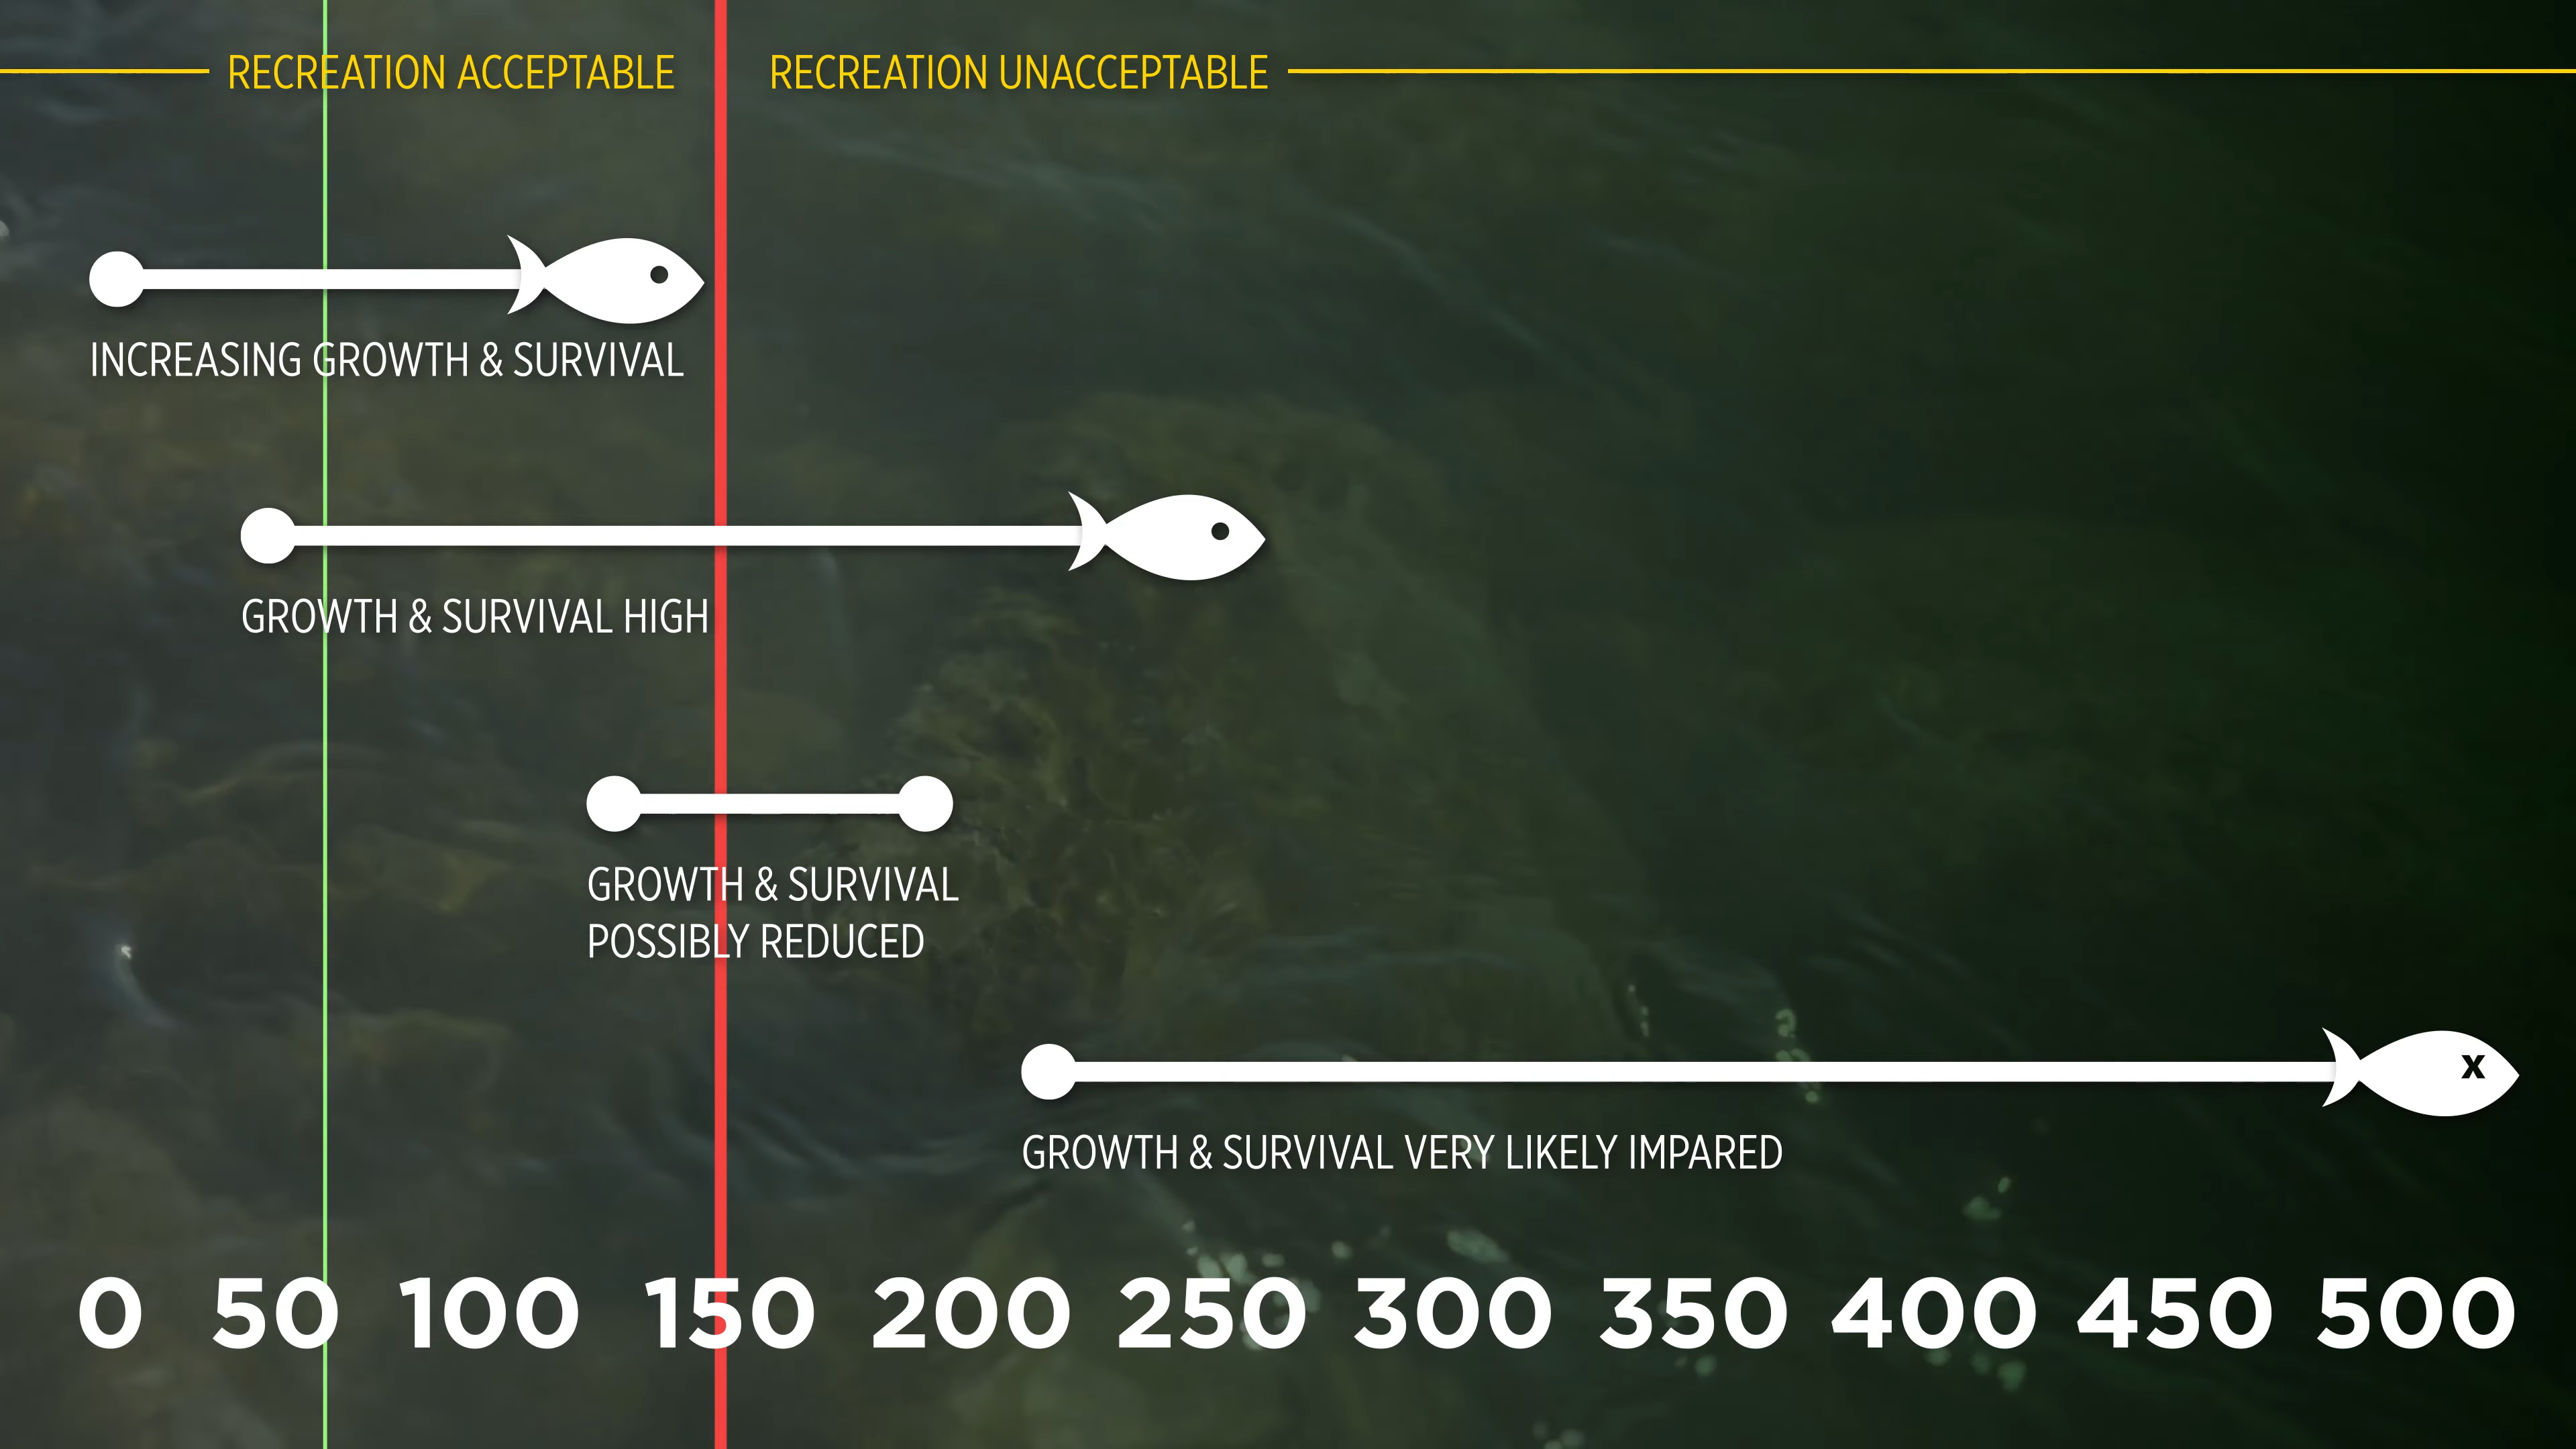 RECREATION ACCEPTABLE
RECREATION UNACCEPTABLE
INCREASING GROWTH & SURVIVAL
GROWTH & SURVIVAL HIGH
GROWTH & SURVIVAL
POSSIBLY REDUCED
x
GROWTH & SURVIVAL VERY LIKELY IMPARED
0 50 100 150 200 250 300 350 400 450 500